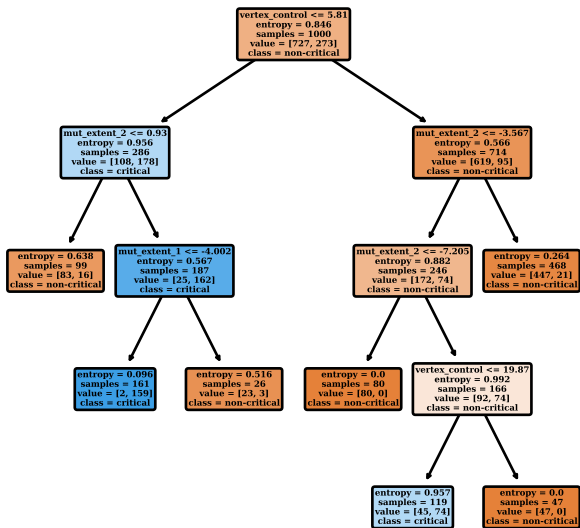 vertex_control <= 5.81
entropy = 0.846
samples = 1000
value = [727, 273]
class = non-critical
mut_extent_2 <= 0.93
entropy = 0.956
samples = 286
value = [108, 178]
class = critical
mut_extent_2 <= -3.567
entropy = 0.566
samples = 714
value = [619, 95]
class = non-critical
entropy = 0.638
samples = 99
value = [83, 16]
class = non-critical
mut_extent_1 <= -4.002
entropy = 0.567
samples = 187
value = [25, 162]
class = critical
mut_extent_2 <= -7.205
entropy = 0.882
samples = 246
value = [172, 74]
class = non-critical
entropy = 0.264
samples = 468
value = [447, 21]
class = non-critical
entropy = 0.096
samples = 161
value = [2, 159]
class = critical
entropy = 0.516
samples = 26
value = [23, 3]
class = non-critical
entropy = 0.0
samples = 80
value = [80, 0]
class = non-critical
vertex_control <= 19.87
entropy = 0.992
samples = 166
value = [92, 74]
class = non-critical
entropy = 0.957
samples = 119
value = [45, 74]
class = critical
entropy = 0.0
samples = 47
value = [47, 0]
class = non-critical